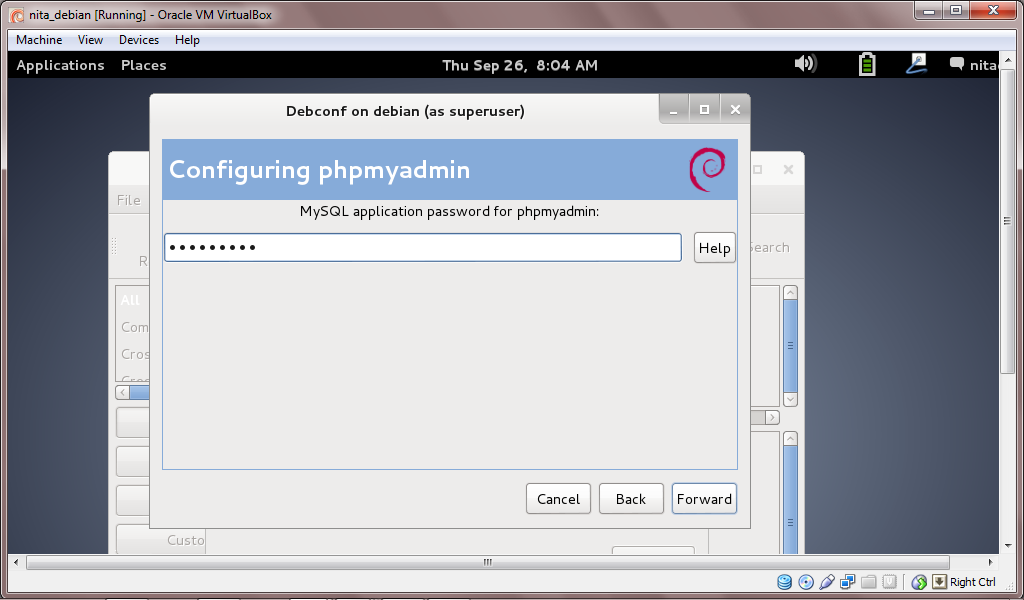 nita_debian [Running] - Oracle VM VirtualBox
Machine View Devices Help
Applications Places Thu Sep 26, 8:04 AM nita
Debconf on debian (as superuser)
Configuring phpmyadmin
MySQL application password for phpmyadmin:
•••••••••
Help
File
Search
R
All
Com
Cros
Cancel Back Forward
Custo
Right Ctrl